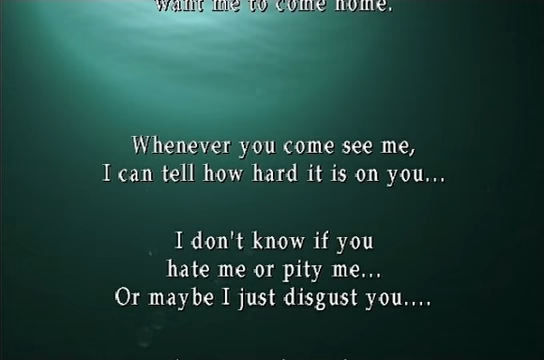 want me to come home.
Whenever you come see me,
I can tell how hard it is on you...
I don't know if you
hate me or pity me...
Or maybe I just disgust you....